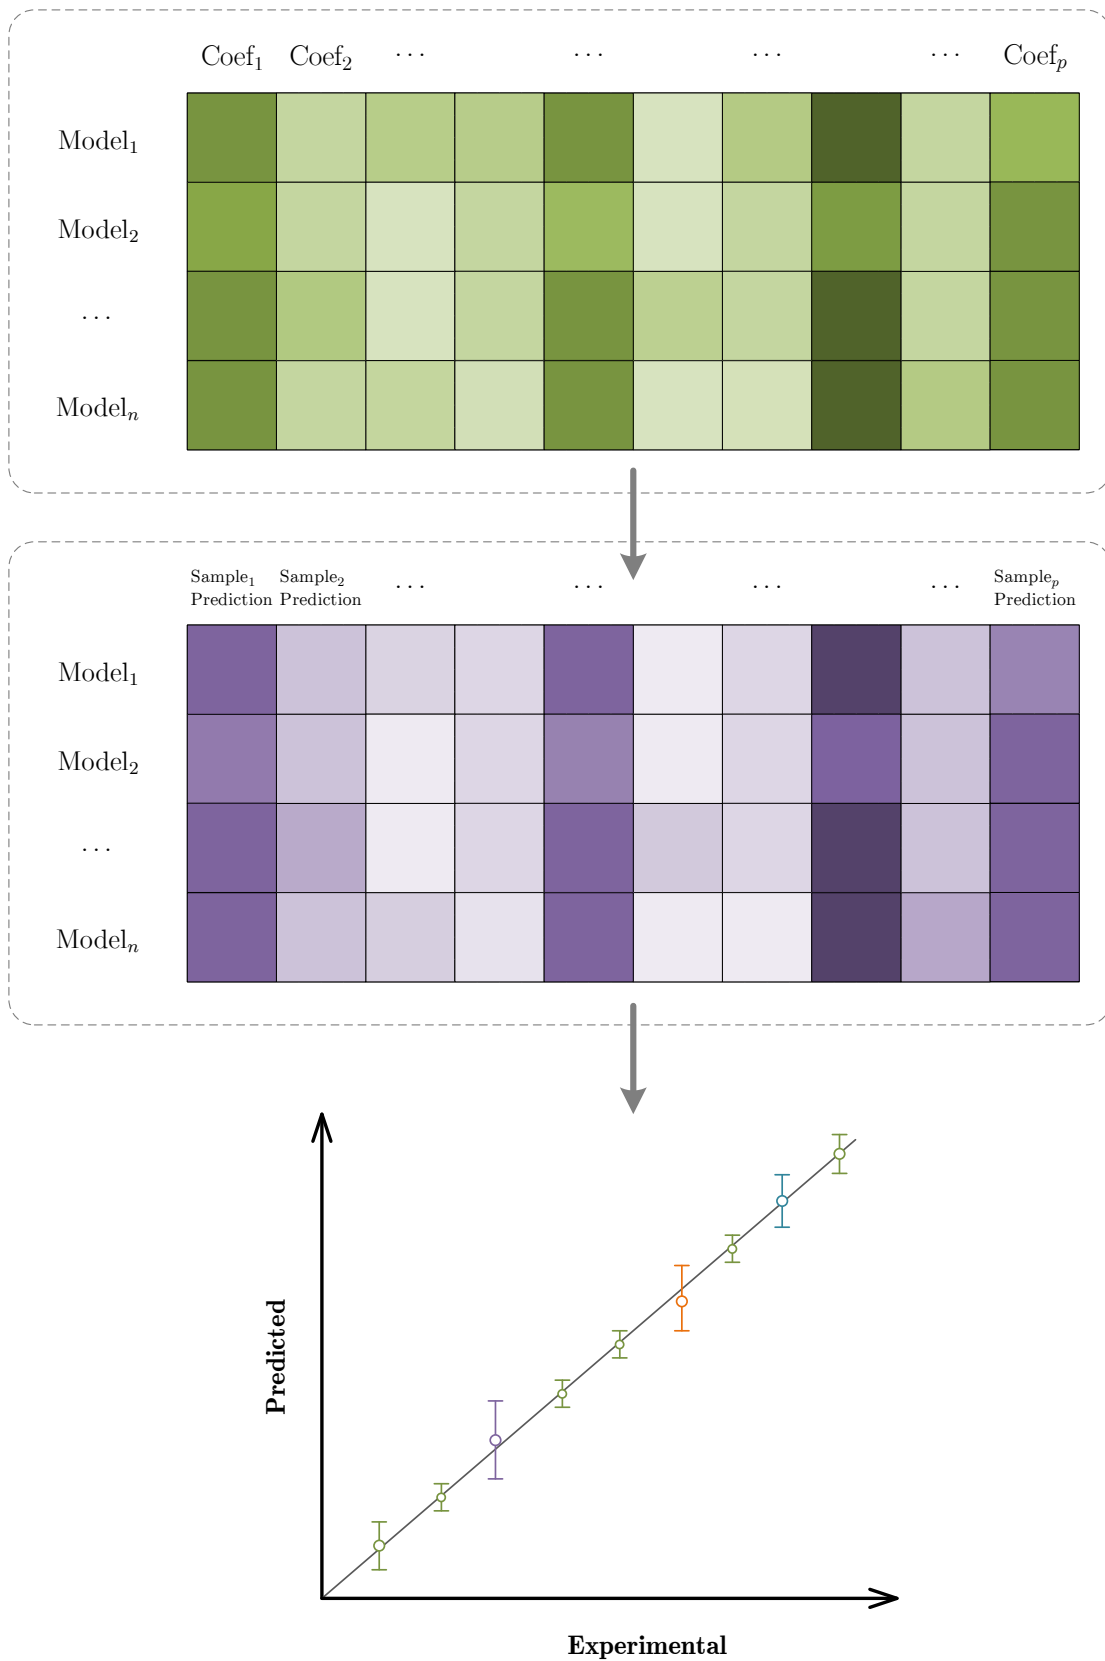 Coef₁ Coef₂ ... ... ... ... Coefₚ
Model₁
Model₂
...
Modelₙ
Sample₁ Prediction Sample₂ Prediction ... ... ... ... Sampleₚ Prediction
Model₁
Model₂
...
Modelₙ
Predicted
Experimental